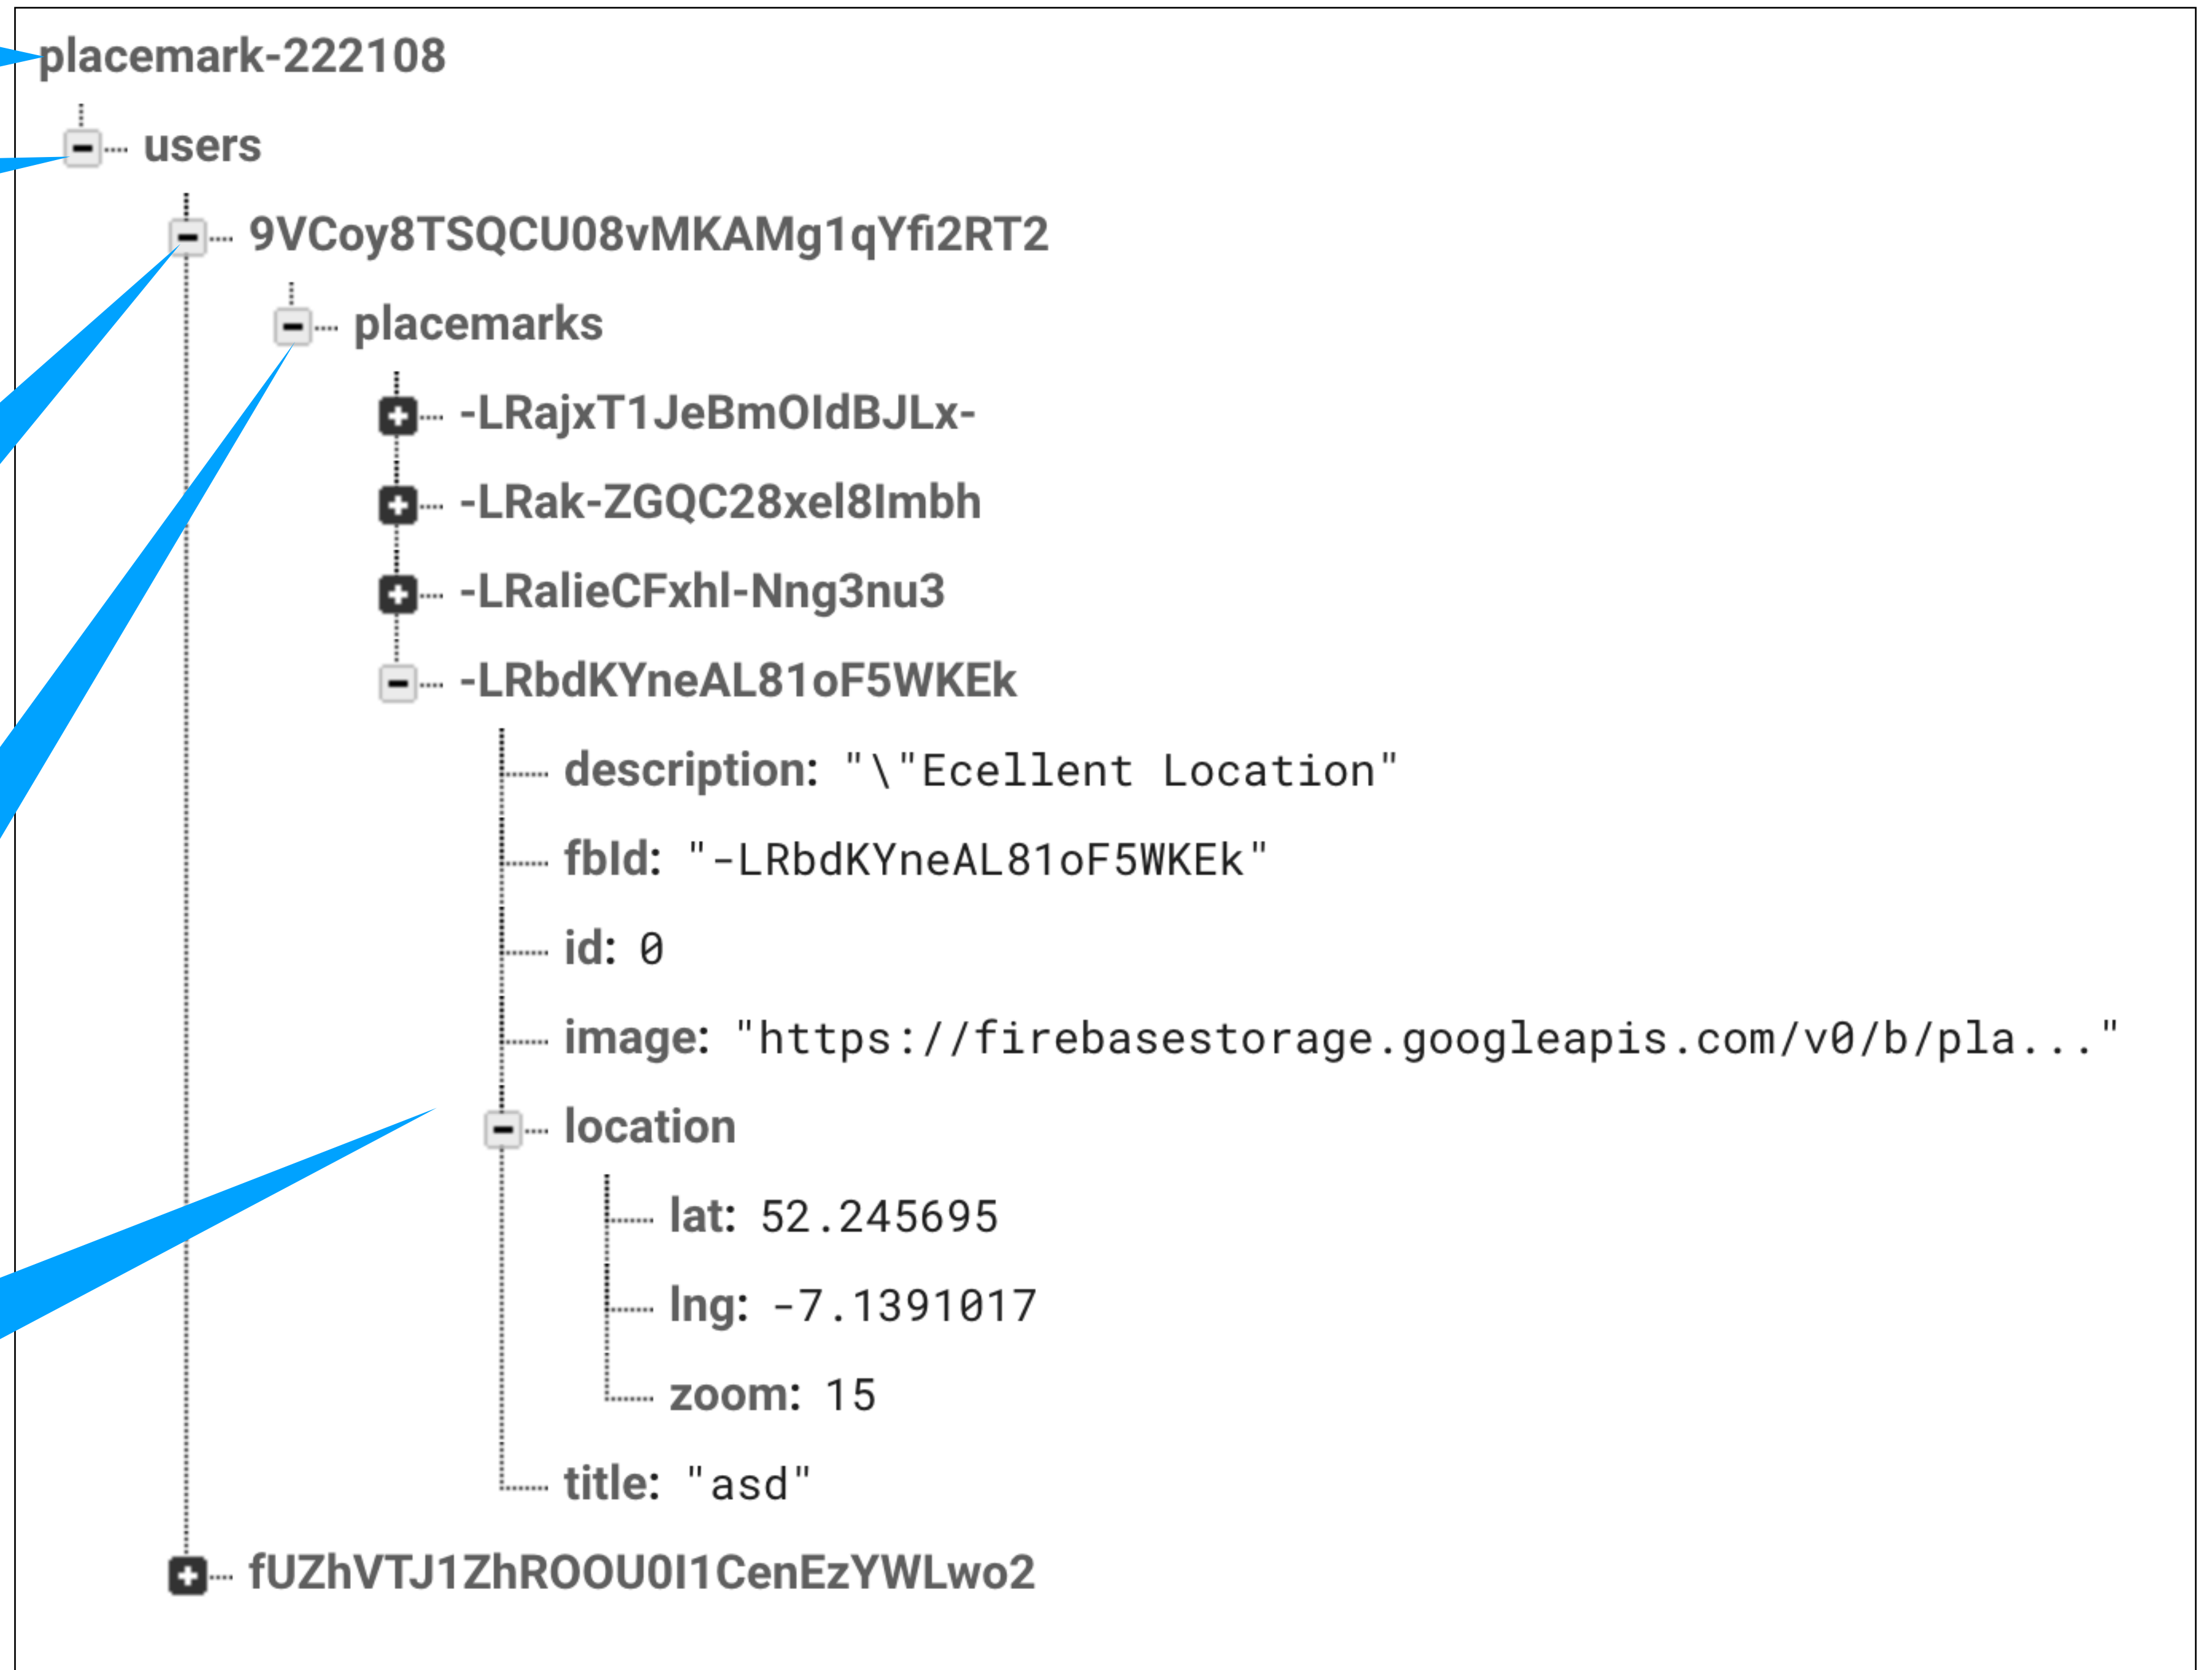 placemark-222108
users
9VCoy8TSQCU08vMKAMg1qYfi2RT2
placemarks
-LRajxT1JeBmOIdBJLx-
-LRak-ZGQC28xel8Imbh
-LRalieCFxhl-Nng3nu3
-LRbdKYneAL81oF5WKEk
description: "\"Ecellent Location"
fbId: "-LRbdKYneAL81oF5WKEk"
id: 0
image: "https://firebasestorage.googleapis.com/v0/b/pla..."
location
lat: 52.245695
lng: -7.1391017
zoom: 15
title: "asd"
fUZhVTJ1ZhROOU0I1CenEzYWLwo2